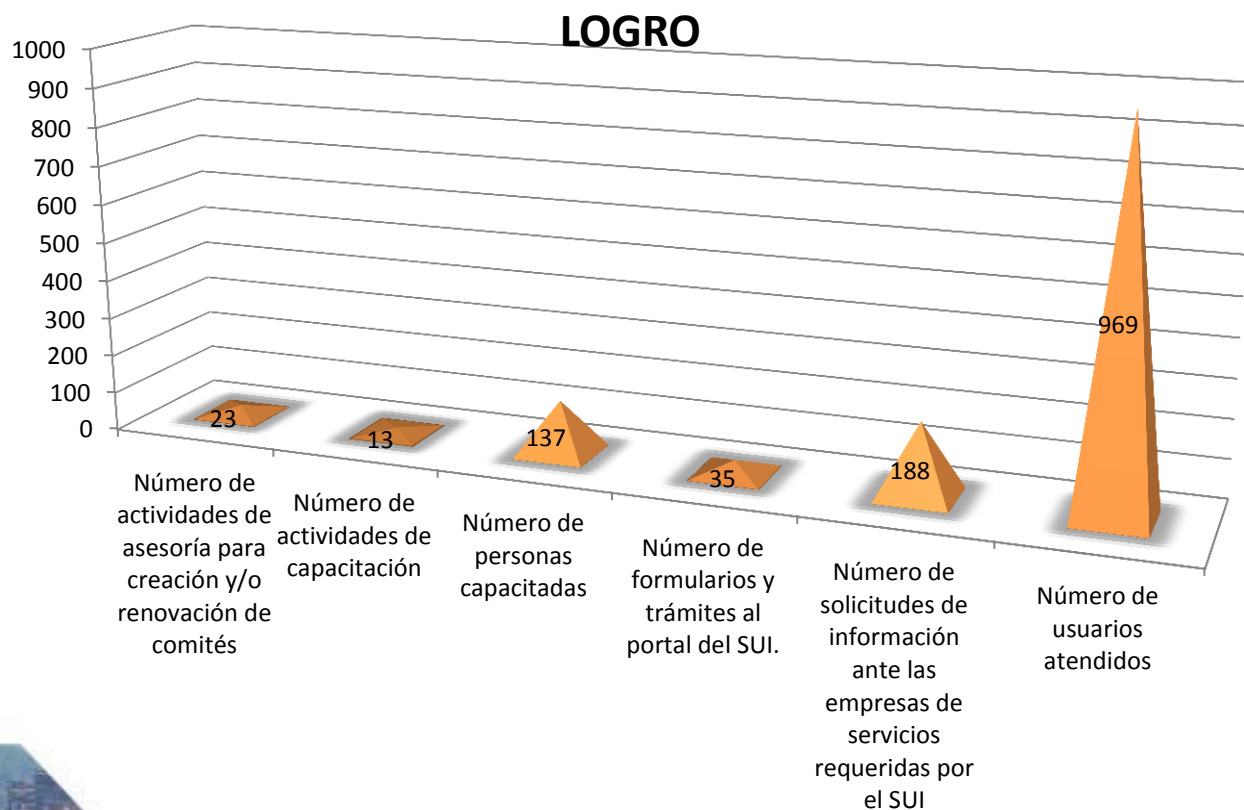 LOGRO
1000
900
800
700
600
500
400
300
200
100
0
23
13
137
35
188
969
Número de
actividades de
asesoría para
creación y/o
renovación de
comités
Número de
actividades de
capacitación
Número de
personas
capacitadas
Número de
formularios y
trámites al
portal del SUI.
Número de
solicitudes de
información
ante las
empresas de
servicios
requeridas por
el SUI
Número de
usuarios
atendidos